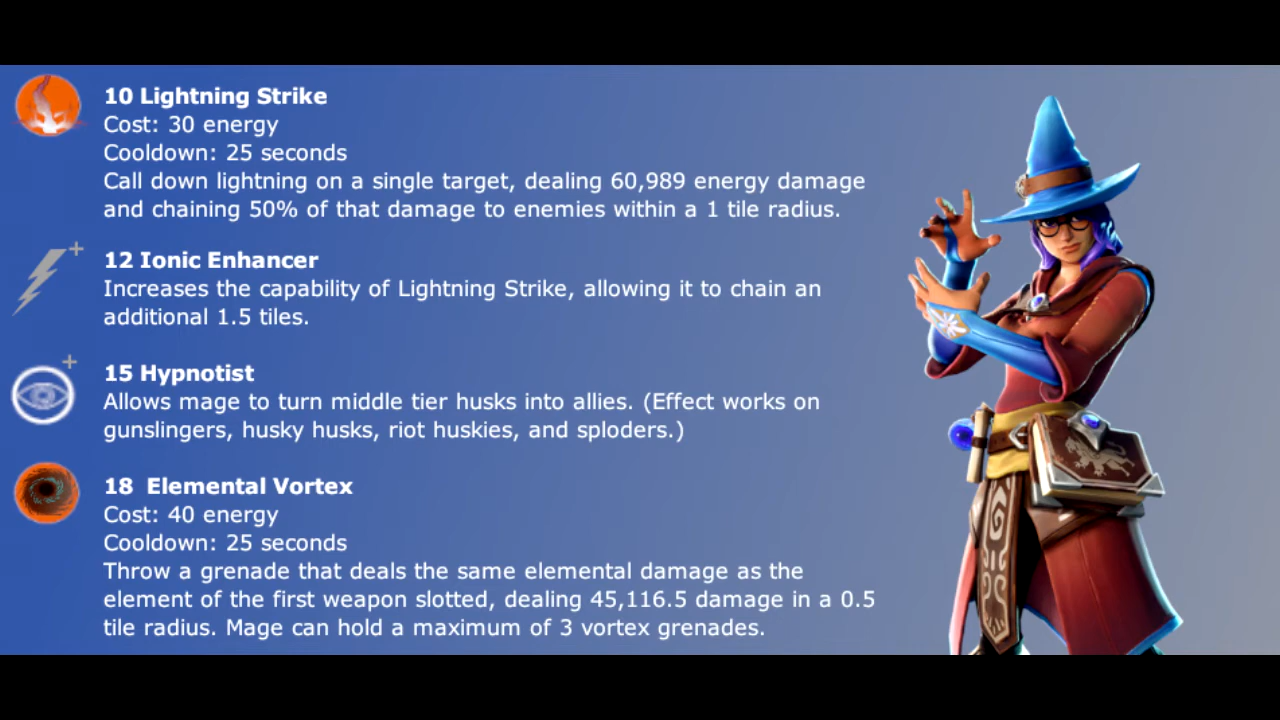 10 Lightning Strike
Cost: 30 energy
Cooldown: 25 seconds
Call down lightning on a single target, dealing 60,989 energy damage
and chaining 50% of that damage to enemies within a 1 tile radius.
12 Ionic Enhancer
Increases the capability of Lightning Strike, allowing it to chain an
additional 1.5 tiles.
15 Hypnotist
Allows mage to turn middle tier husks into allies. (Effect works on
gunslingers, husky husks, riot huskies, and sploders.)
18  Elemental Vortex
Cost: 40 energy
Cooldown: 25 seconds
Throw a grenade that deals the same elemental damage as the
element of the first weapon slotted, dealing 45,116.5 damage in a 0.5
tile radius. Mage can hold a maximum of 3 vortex grenades.